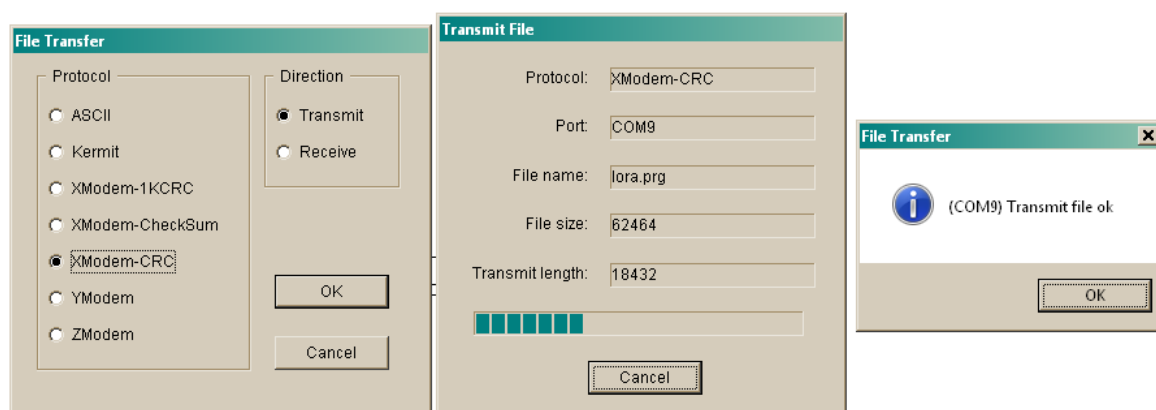 File Transfer
Protocol
ASCII
Kermit
XModem-1KCRC
XModem-CheckSum
XModem-CRC
YModem
ZModem
Direction
Transmit
Receive
OK
Cancel
Transmit File
Protocol: XModem-CRC
Port: COM9
File name: lora.prg
File size: 62464
Transmit length: 18432
Cancel
File Transfer
(COM9) Transmit file ok
OK